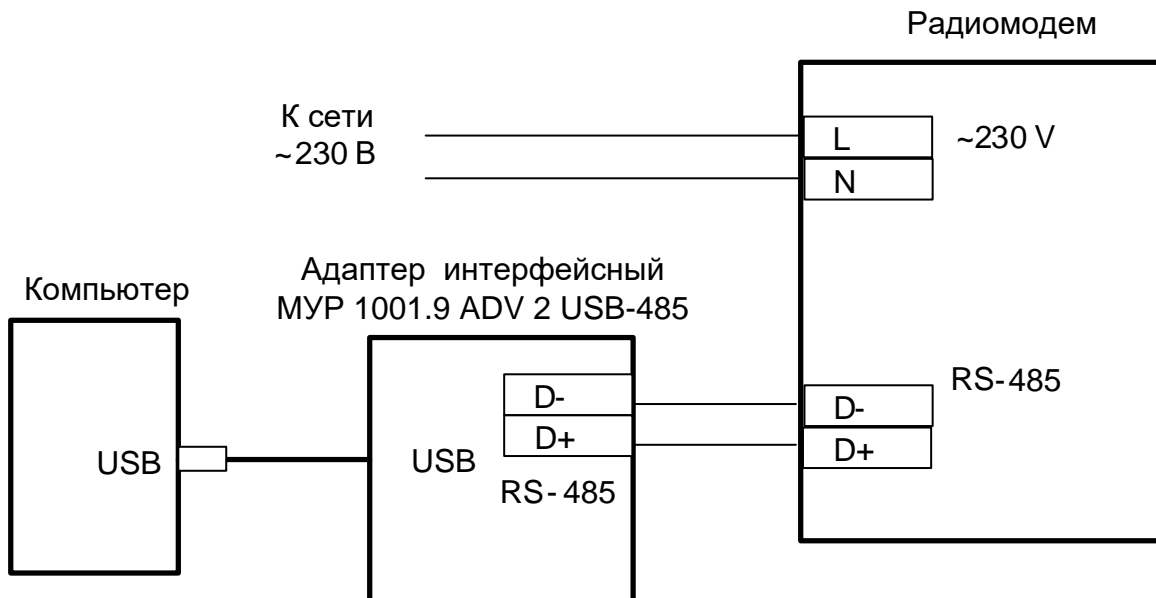 Радиомодем
К сети
~230 В
L
~230 V
N
Адаптер интерфейсный
МУР 1001.9 ADV 2 USB-485
Компьютер
RS-485
D-
D+
D-
D+
USB
USB
RS-485